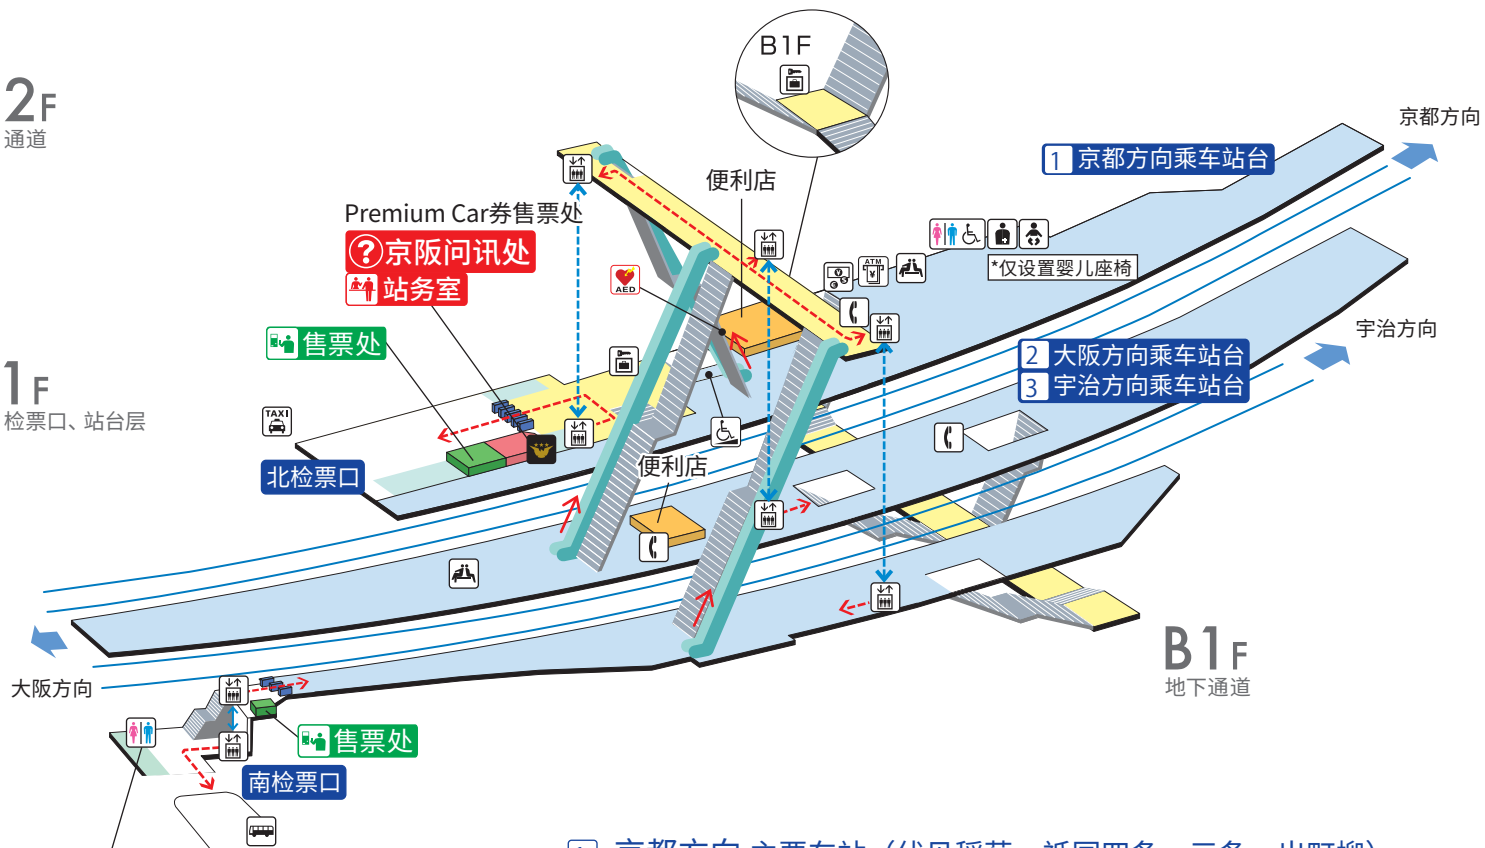 B1F
2F
通道
京都方向
1 京都方向乘车站台
便利店
Premium Car券售票处
?京阪问讯处
站务室
AED
ATM
¥
*仅设置婴儿座椅
宇治方向
售票处
2 大阪方向乘车站台
3 宇治方向乘车站台
1F
检票口、站台层
TAXI
北检票口
便利店
B1F
地下通道
大阪方向
售票处
南检票口